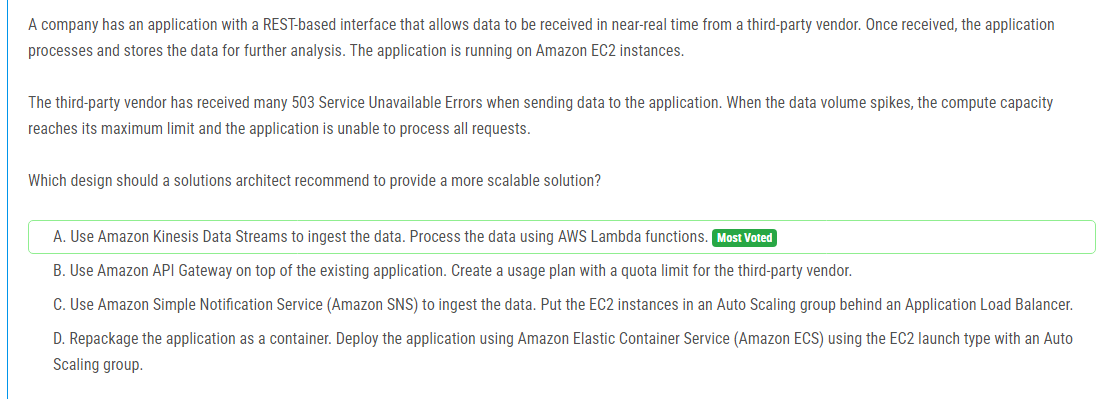 A company has an application with a REST-based interface that allows data to be received in near-real time from a third-party vendor. Once received, the application
processes and stores the data for further analysis. The application is running on Amazon EC2 instances.
The third-party vendor has received many 503 Service Unavailable Errors when sending data to the application. When the data volume spikes, the compute capacity
reaches its maximum limit and the application is unable to process all requests.
Which design should a solutions architect recommend to provide a more scalable solution?
A. Use Amazon Kinesis Data Streams to ingest the data. Process the data using AWS Lambda functions. Most Voted
B. Use Amazon API Gateway on top of the existing application. Create a usage plan with a quota limit for the third-party vendor.
C. Use Amazon Simple Notification Service (Amazon SNS) to ingest the data. Put the EC2 instances in an Auto Scaling group behind an Application Load Balancer.
D. Repackage the application as a container. Deploy the application using Amazon Elastic Container Service (Amazon ECS) using the EC2 launch type with an Auto
Scaling group.